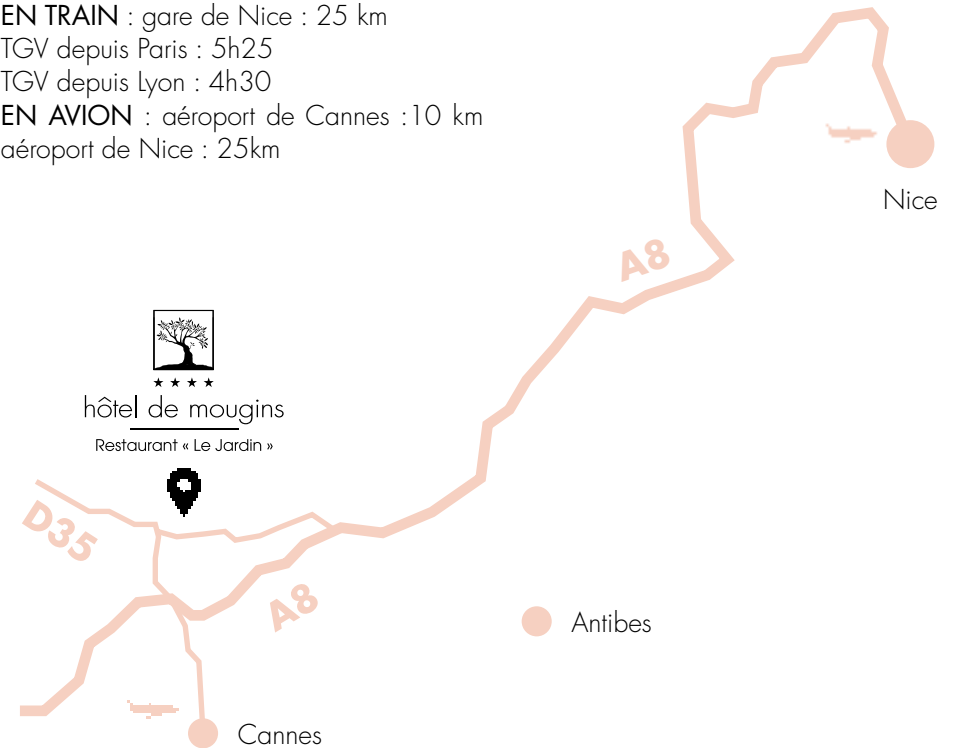 EN TRAIN : gare de Nice : 25 km
TGV depuis Paris : 5h25
TGV depuis Lyon : 4h30
EN AVION : aéroport de Cannes :10 km
aéroport de Nice : 25km
Nice
A8
hôtel de mougins
Restaurant « Le Jardin »
D35
A8
Antibes
Cannes